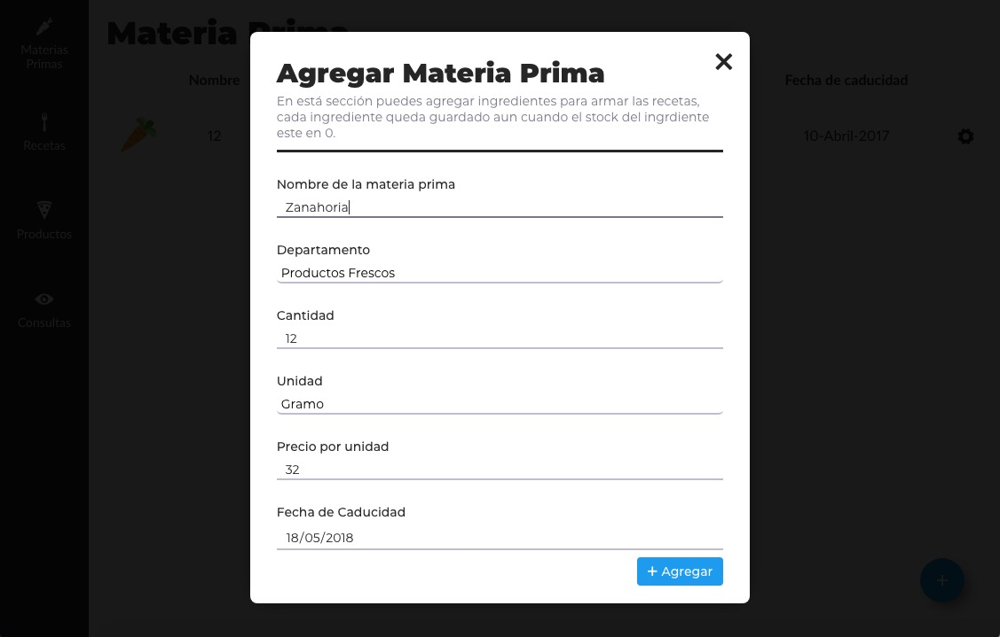 Materia Prima
Materias
Primas
Recetas
Productos
Consultas
Nombre
Fecha de caducidad
12
10-Abril-2017
Agregar Materia Prima
En está sección puedes agregar ingredientes para armar las recetas,
cada ingrediente queda guardado aun cuando el stock del ingrdiente
este en 0.
Nombre de la materia prima
Zanahoria
Departamento
Productos Frescos
Cantidad
12
Unidad
Gramo
Precio por unidad
32
Fecha de Caducidad
18/05/2018
+ Agregar